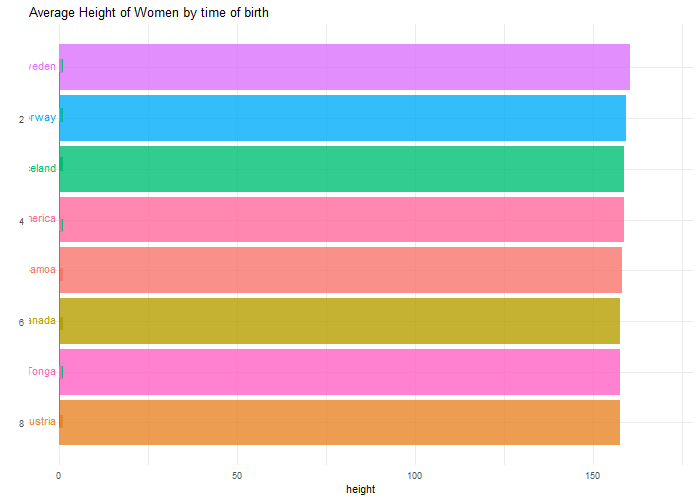 Average Height of Women by time of birth
veden
2 orway
eland
4 nerica
amoa
6 anada
Tonga
8 ustria
0 50 100 150
height